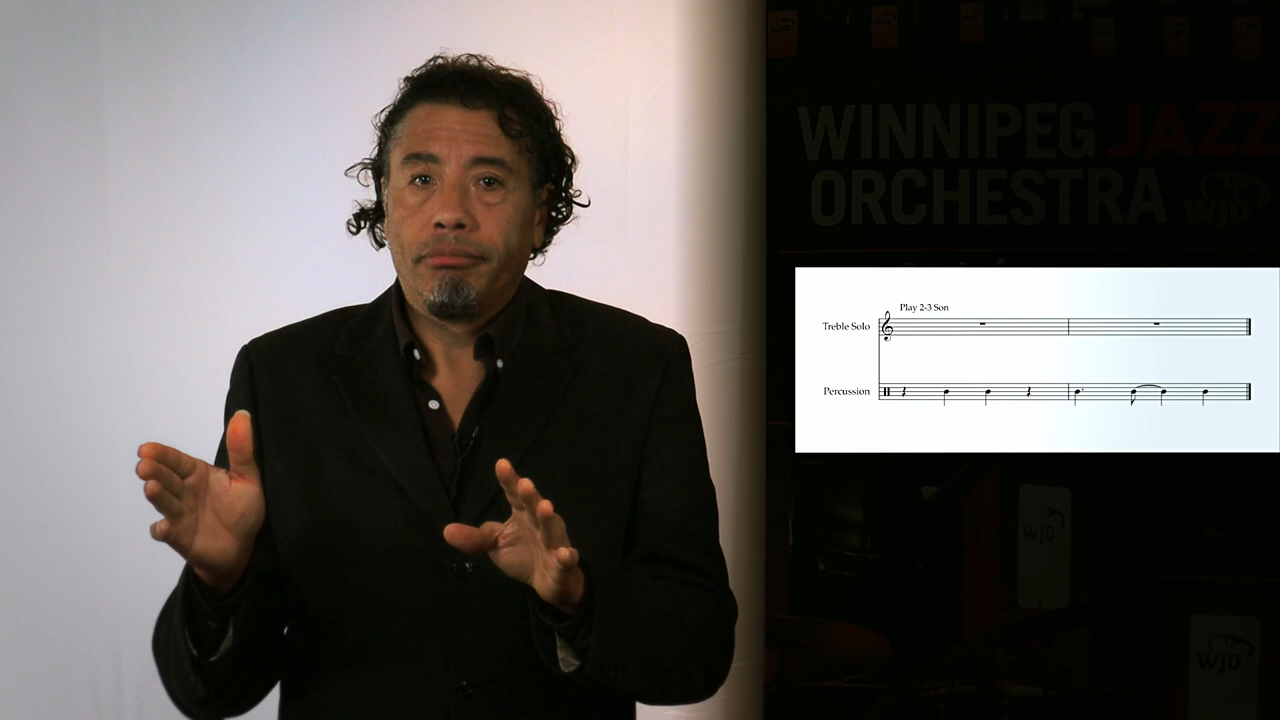 WINNIPEG JAZZ
ORCHESTRA WJO
Play 2-3 Son
Treble Solo
Percussion
WJO
WJO